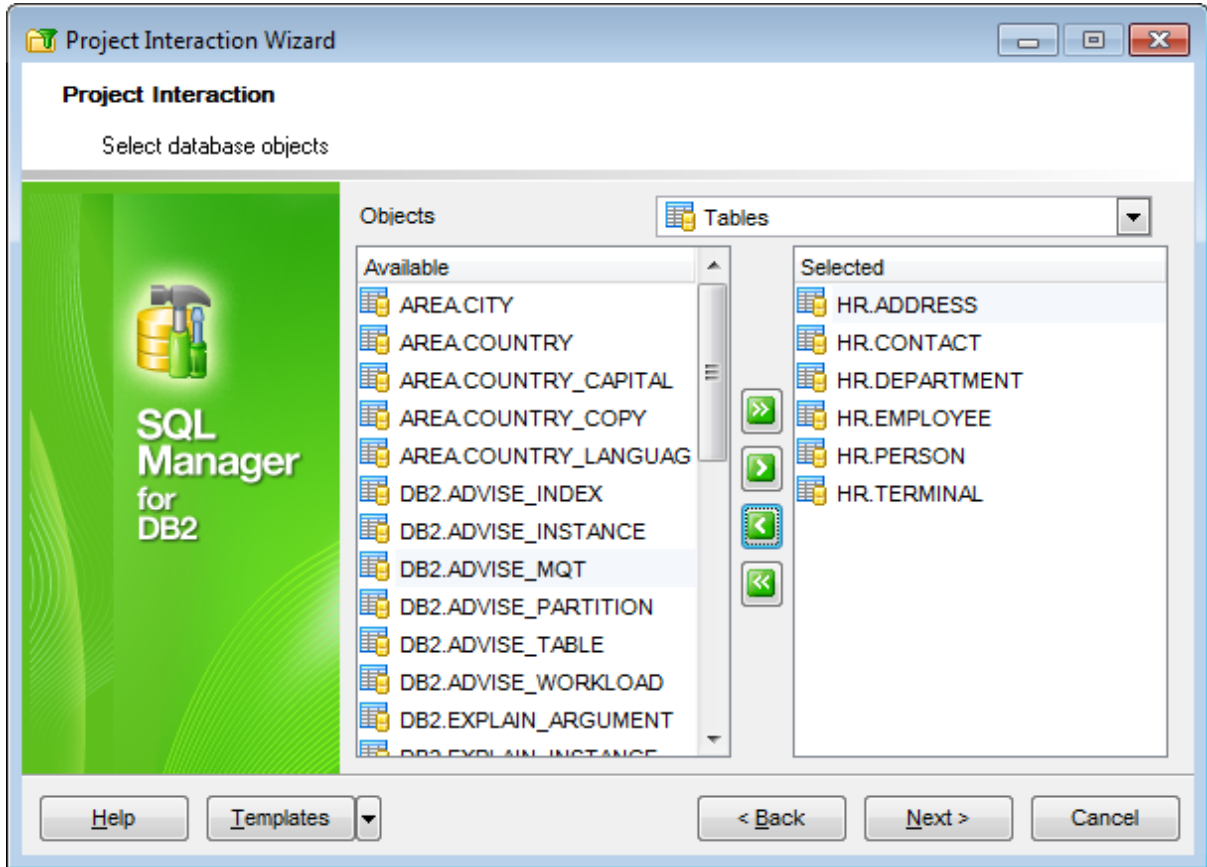 Project Interaction Wizard
Project Interaction
Select database objects
SQL
Manager
for
DB2
Objects
Tables
Available
AREA.CITY
AREA.COUNTRY
AREA.COUNTRY_CAPITAL
AREA.COUNTRY_COPY
AREA.COUNTRY_LANGUAG
DB2.ADVISE_INDEX
DB2.ADVISE_INSTANCE
DB2.ADVISE_MQT
DB2.ADVISE_PARTITION
DB2.ADVISE_TABLE
DB2.ADVISE_WORKLOAD
DB2.EXPLAIN_ARGUMENT
DB2.EXPLAIN_INSTANCE
Selected
HR.ADDRESS
HR.CONTACT
HR.DEPARTMENT
HR.EMPLOYEE
HR.PERSON
HR.TERMINAL
Help
Templates
< Back
Next >
Cancel